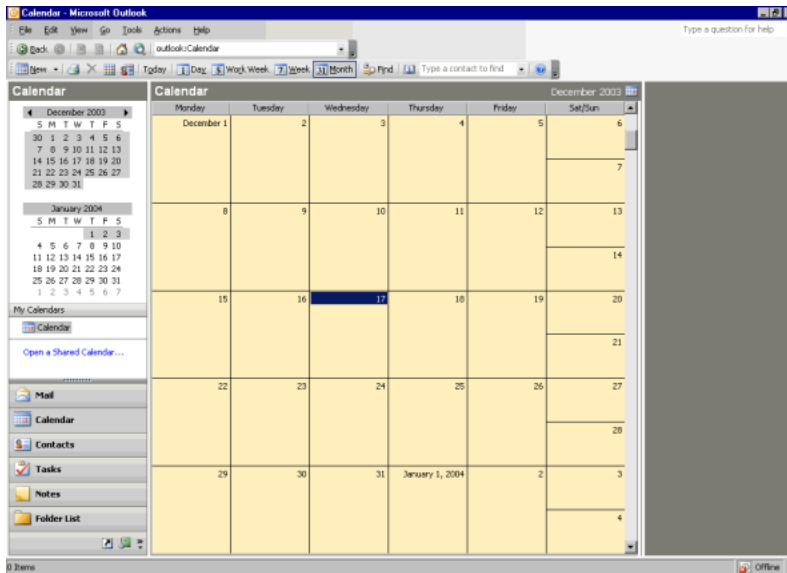 Calendar - Microsoft Outlook
File Edit View Go Tools Actions Help Type a question for help
Back outlook:Calendar
New Today 1 Day 5 Work Week 7 Week 31 Month Find Type a contact to find
Calendar
December 2003
S M T W T F S
30 1 2 3 4 5 6
7 8 9 10 11 12 13
14 15 16 17 18 19 20
21 22 23 24 25 26 27
28 29 30 31
January 2004
S M T W T F S
1 2 3
4 5 6 7 8 9 10
11 12 13 14 15 16 17
18 19 20 21 22 23 24
25 26 27 28 29 30 31
1 2 3 4 5 6 7
My Calendars
Calendar
Open a Shared Calendar...
Mail
Calendar
Contacts
Tasks
Notes
Folder List
Calendar December 2003
Monday Tuesday Wednesday Thursday Friday Sat/Sun
December 1 2 3 4 5 6
7
8 9 10 11 12 13
14
15 16 17 18 19 20
21
22 23 24 25 26 27
28
29 30 31 January 1, 2004 2 3
4
0 Items Offline